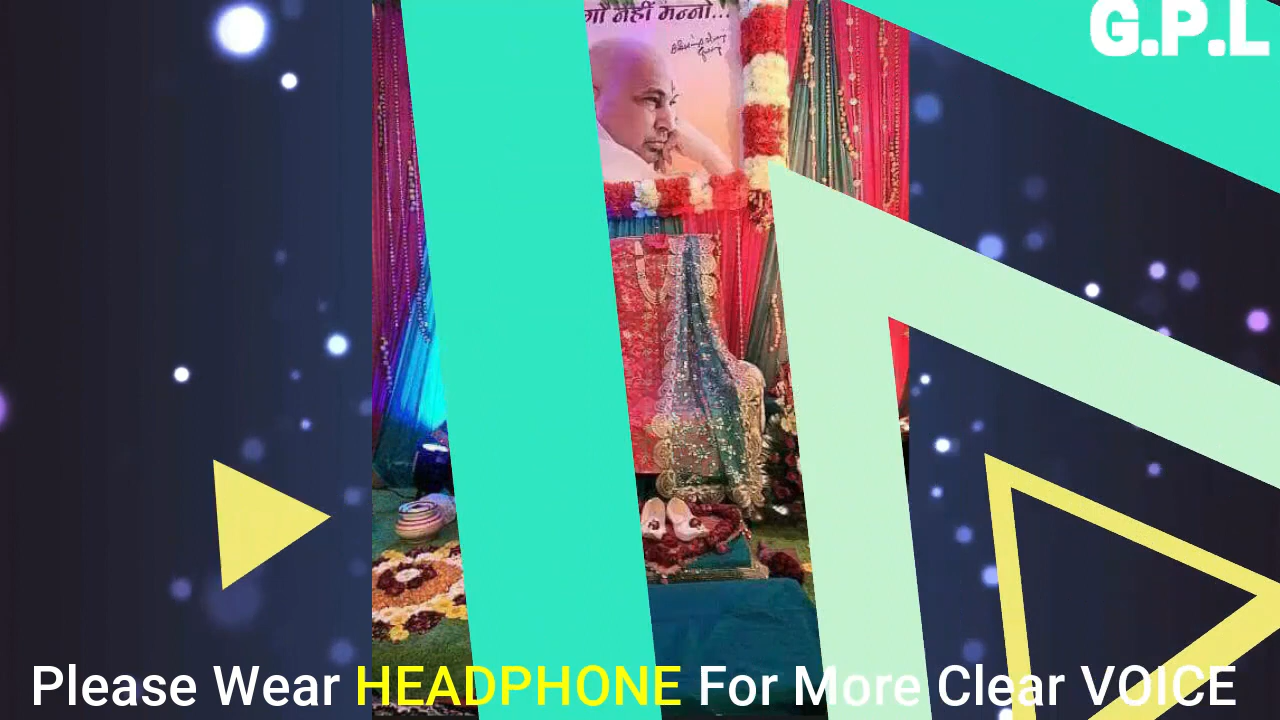 नहीं मन्नो...
G.P.L
Please Wear HEADPHONE For More Clear VOICE